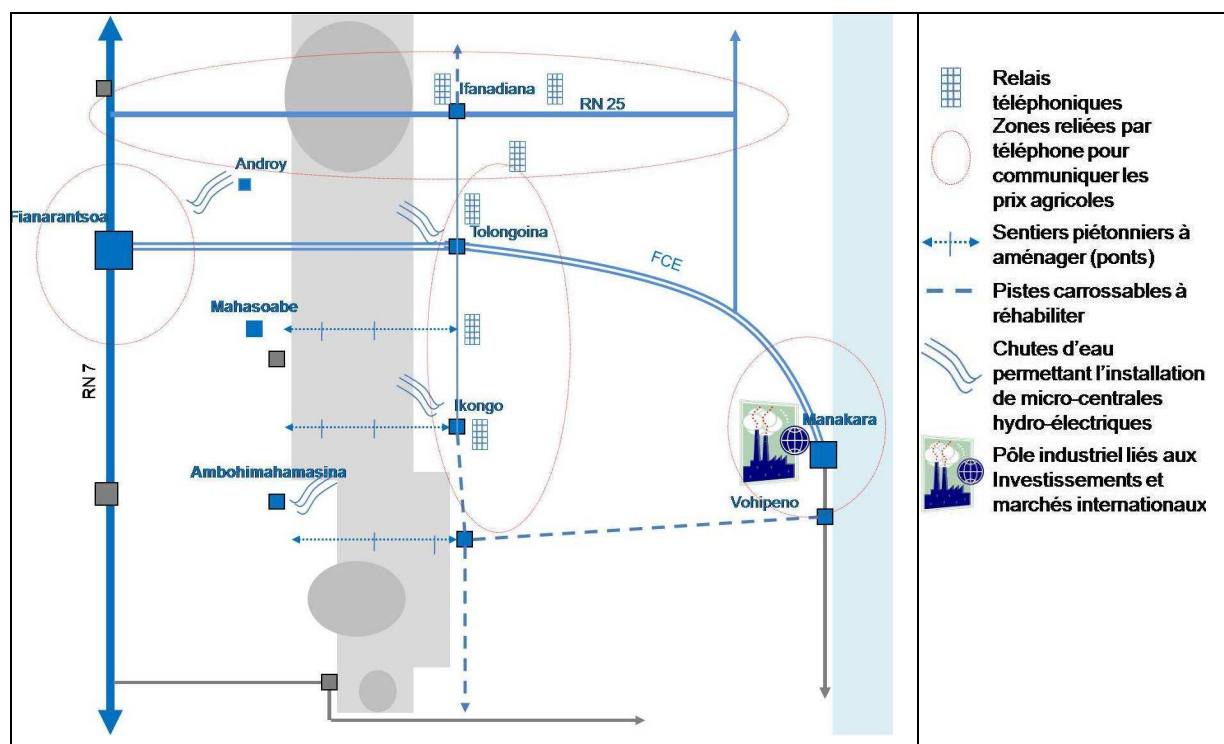 Ifanadiana
RN 25
Androy
Fianarantsoa
Tolongoina
FCE
Mahasoabe
RN 7
Ikongo
Manakara
Ambohimahamasina
Vohipeno
Relais
téléphoniques
Zones reliées par
téléphone pour
communiquer les
prix agricoles
Sentiers piétonniers à
aménager (ponts)
Pistes carrossables à
réhabiliter
Chutes d'eau
permettant l'installation
de micro-centrales
hydro-électriques
Pôle industriel liés aux
Investissements et
marchés internationaux